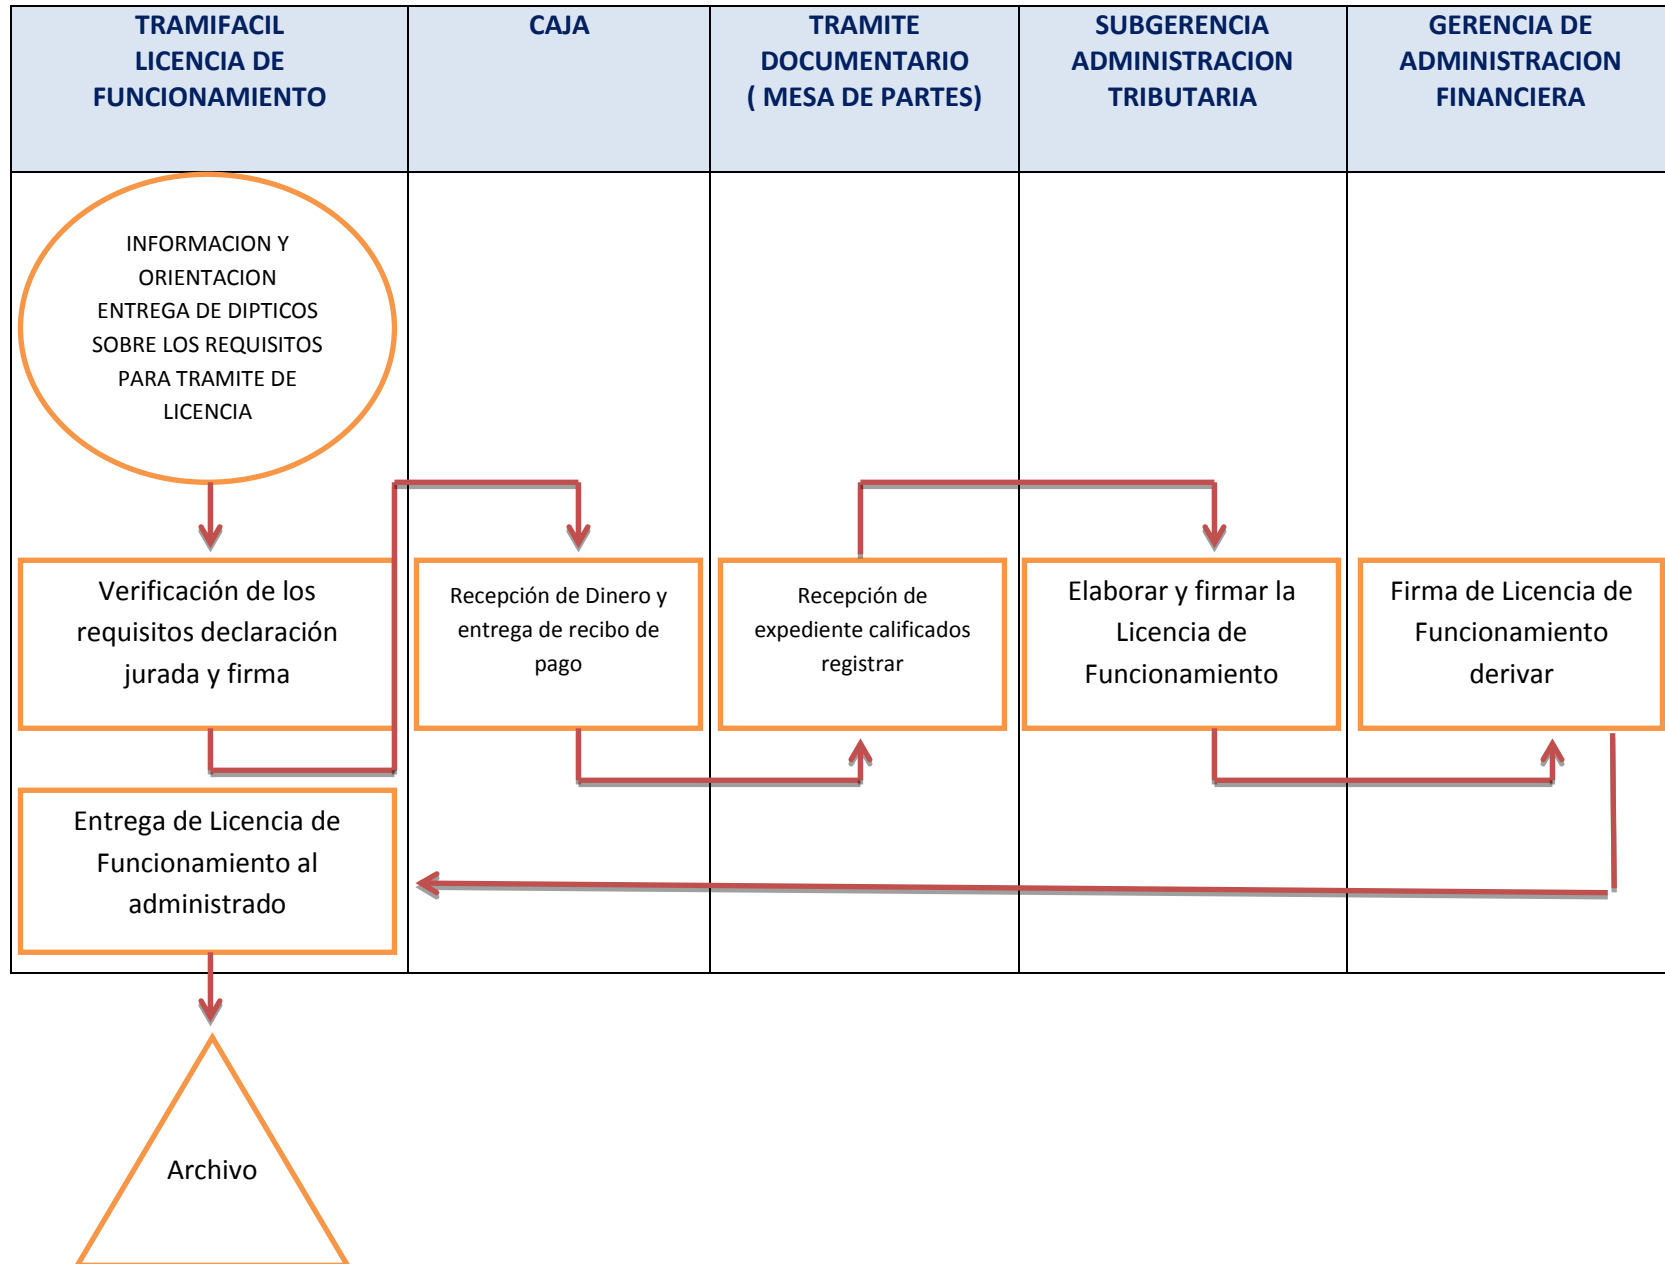 TRAMIFACIL
LICENCIA DE
FUNCIONAMIENTO
CAJA
TRAMITE
DOCUMENTARIO
( MESA DE PARTES)
SUBGERENCIA
ADMINISTRACION
TRIBUTARIA
GERENCIA DE
ADMINISTRACION
FINANCIERA
INFORMACION Y
ORIENTACION
ENTREGA DE DIPTICOS
SOBRE LOS REQUISITOS
PARA TRAMITE DE
LICENCIA
Verificación de los
requisitos declaración
jurada y firma
Recepción de Dinero y
entrega de recibo de
pago
Recepción de
expediente calificados
registrar
Elaborar y firmar la
Licencia de
Funcionamiento
Firma de Licencia de
Funcionamiento
derivar
Entrega de Licencia de
Funcionamiento al
administrado
Archivo